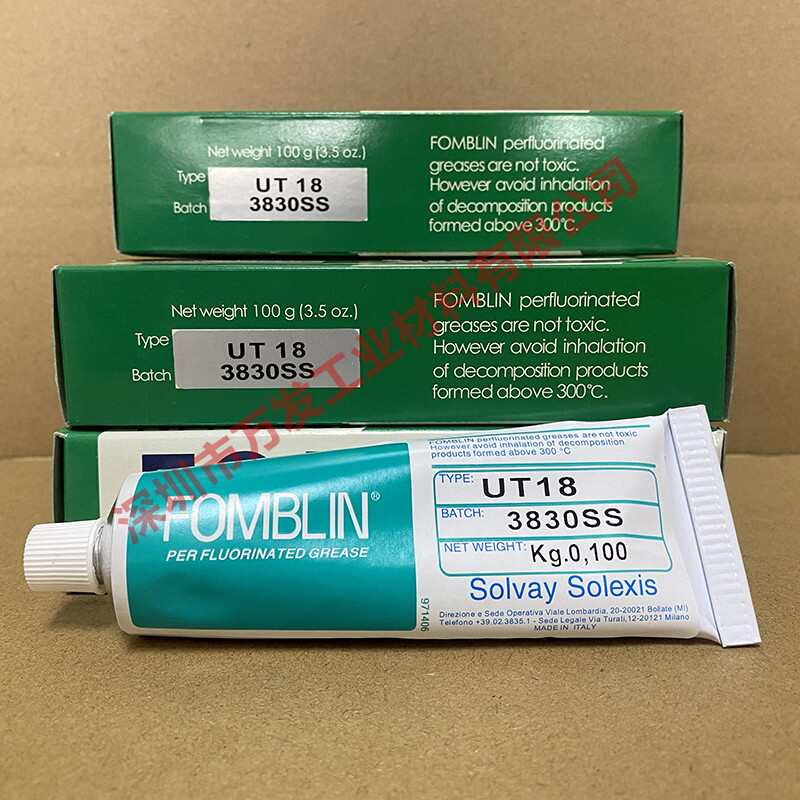 Net weight 100 g (3.5 oz.)
Type
UT 18
Batch
3830SS
FOMBLIN perfluorinated
greases are not toxic.
However avoid inhalation
of decomposition products
formed above 300°C.
Net weight 100 g (3.5 oz.)
Type
UT 18
Batch
3830SS
FOMBLIN perfluorinated
greases are not toxic.
However avoid inhalation
of decomposition products
formed above 300°C.
深圳市万发工业材料有限公司
FOMBLIN®
PER FLUORINATED GREASE
FOMBLIN perfluorinated greases are not toxic
However avoid inhalation of decomposition
products formed above 300 °C
TYPE: UT18
BATCH: 3830SS
NET WEIGHT: Kg.0,100
Solvay Solexis
971406
Direzione e Sede Operativa Viale Lombardia, 20-20021 Bollate (MI)
Telefono +39.02.3835.1 - Sede Legale Via Turati,12-20121 Milano
MADE IN ITALY